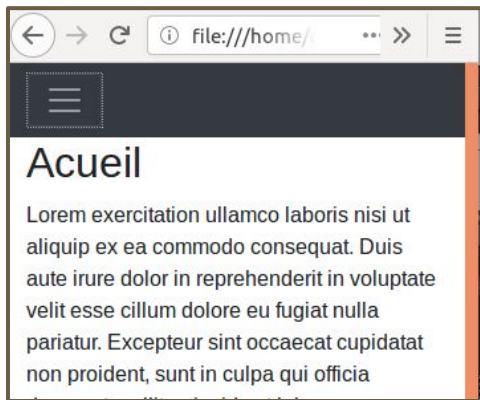 file:///home/
Acueil
Lorem exercitation ullamco laboris nisi ut
aliquip ex ea commodo consequat. Duis
aute irure dolor in reprehenderit in voluptate
velit esse cillum dolore eu fugiat nulla
pariatur. Excepteur sint occaecat cupidatat
non proident, sunt in culpa qui officia